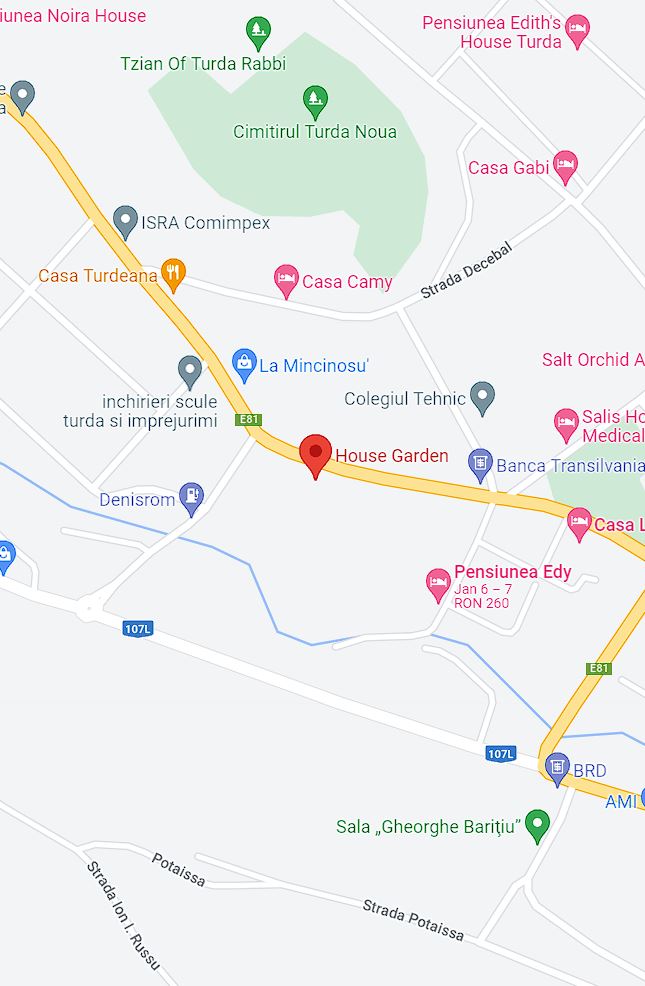 iunea Noira House
Pensiunea Edith's
House Turda
Tzian Of Turda Rabbi
e
a
Cimitirul Turda Noua
Casa Gabi
ISRA Comimpex
Strada Decebal
Casa Turdeana
Casa Camy
La Mincinosu'
Salt Orchid A
inchirieri scule
turda si imprejurimi
Colegiul Tehnic
E81
Salis Ho
Medical
House Garden
Banca Transilvania
Denisrom
Casa L
Pensiunea Edy
Jan 6 – 7
RON 260
107L
E81
107L
BRD
AMI
Sala „Gheorghe Bariţiu”
Potaissa
Strada Ion I. Russu
Strada Potaissa